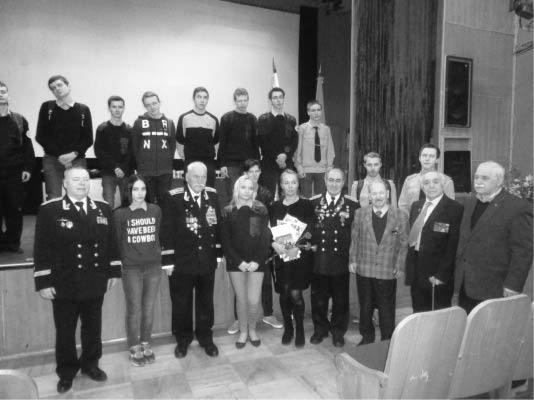 BR
NX
I SHOULD
HAVE BEEN
A COWBOY